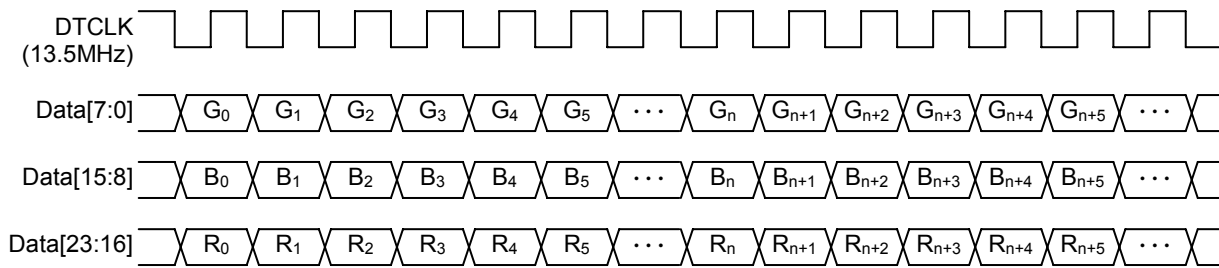 DTCLK
(13.5MHz)
Data[7:0] G₀ G₁ G₂ G₃ G₄ G₅ ··· Gₙ Gₙ₊₁ Gₙ₊₂ Gₙ₊₃ Gₙ₊₄ Gₙ₊₅ ···
Data[15:8] B₀ B₁ B₂ B₃ B₄ B₅ ··· Bₙ Bₙ₊₁ Bₙ₊₂ Bₙ₊₃ Bₙ₊₄ Bₙ₊₅ ···
Data[23:16] R₀ R₁ R₂ R₃ R₄ R₅ ··· Rₙ Rₙ₊₁ Rₙ₊₂ Rₙ₊₃ Rₙ₊₄ Rₙ₊₅ ···